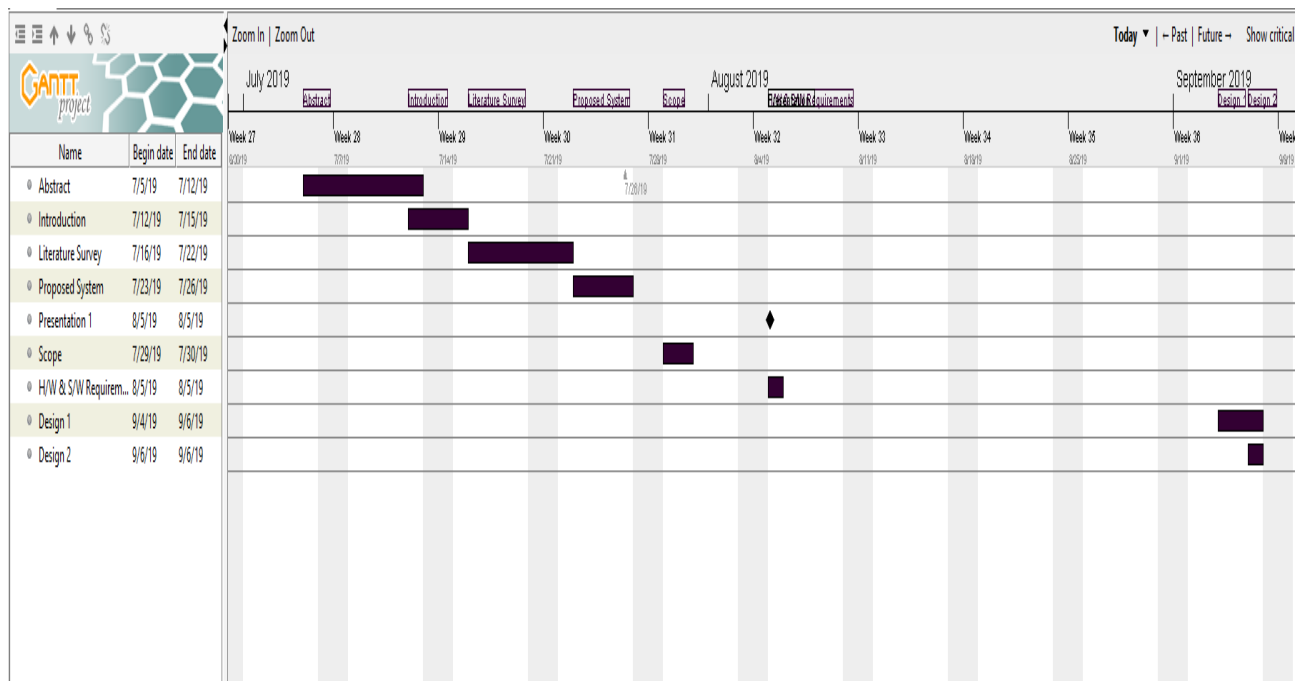 Zoom In | Zoom Out
Today ▼ | ←Past | Future→ Show critical
GANTT
project
July 2019 August 2019 September 2019
Abstract Introduction Literature Survey Proposed System Scope Requirements Design 1 Design 2
Week 27 Week 28 Week 29 Week 30 Week 31 Week 32 Week 33 Week 34 Week 35 Week 36 Week
6/30/19 7/7/19 7/14/19 7/21/19 7/28/19 8/4/19 8/11/19 8/18/19 8/25/19 9/1/19 9/8/19
Name Begin date End date
Abstract 7/5/19 7/12/19
7/26/19
Introduction 7/12/19 7/15/19
Literature Survey 7/16/19 7/22/19
Proposed System 7/23/19 7/26/19
Presentation 1 8/5/19 8/5/19
Scope 7/29/19 7/30/19
H/W & S/W Requirem... 8/5/19 8/5/19
Design 1 9/4/19 9/6/19
Design 2 9/6/19 9/6/19